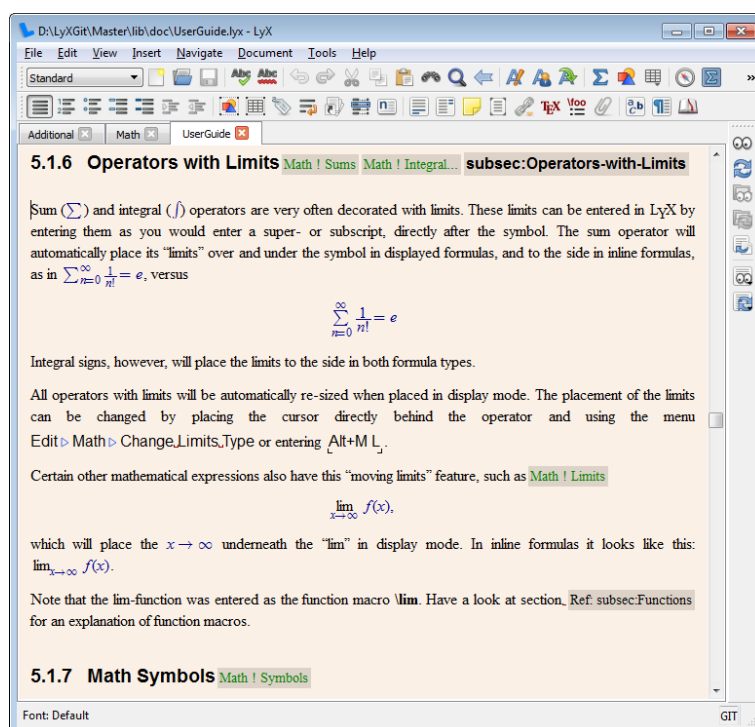 D:\LyXGit\Master\lib\doc\UserGuide.lyx - LyX
File Edit View Insert Navigate Document Tools Help
Standard
Additional Math UserGuide
5.1.6 Operators with Limits Math ! Sums Math ! Integral... subsec:Operators-with-Limits
Sum (∑) and integral (∫) operators are very often decorated with limits. These limits can be entered in LyX by
entering them as you would enter a super- or subscript, directly after the symbol. The sum operator will
automatically place its “limits” over and under the symbol in displayed formulas, and to the side in inline formulas,
as in ∑_{n=0}^{∞} 1/n! = e, versus
∑_{n=0}^{∞} 1/n! = e
Integral signs, however, will place the limits to the side in both formula types.
All operators with limits will be automatically re-sized when placed in display mode. The placement of the limits
can be changed by placing the cursor directly behind the operator and using the menu
Edit ▷ Math ▷ Change Limits Type or entering Alt+M L.
Certain other mathematical expressions also have this “moving limits” feature, such as Math ! Limits
lim_{x→∞} f(x),
which will place the x → ∞ underneath the “lim” in display mode. In inline formulas it looks like this:
lim_{x→∞} f(x).
Note that the lim-function was entered as the function macro \lim. Have a look at section Ref: subsec:Functions
for an explanation of function macros.
5.1.7 Math Symbols Math ! Symbols
Font: Default GIT